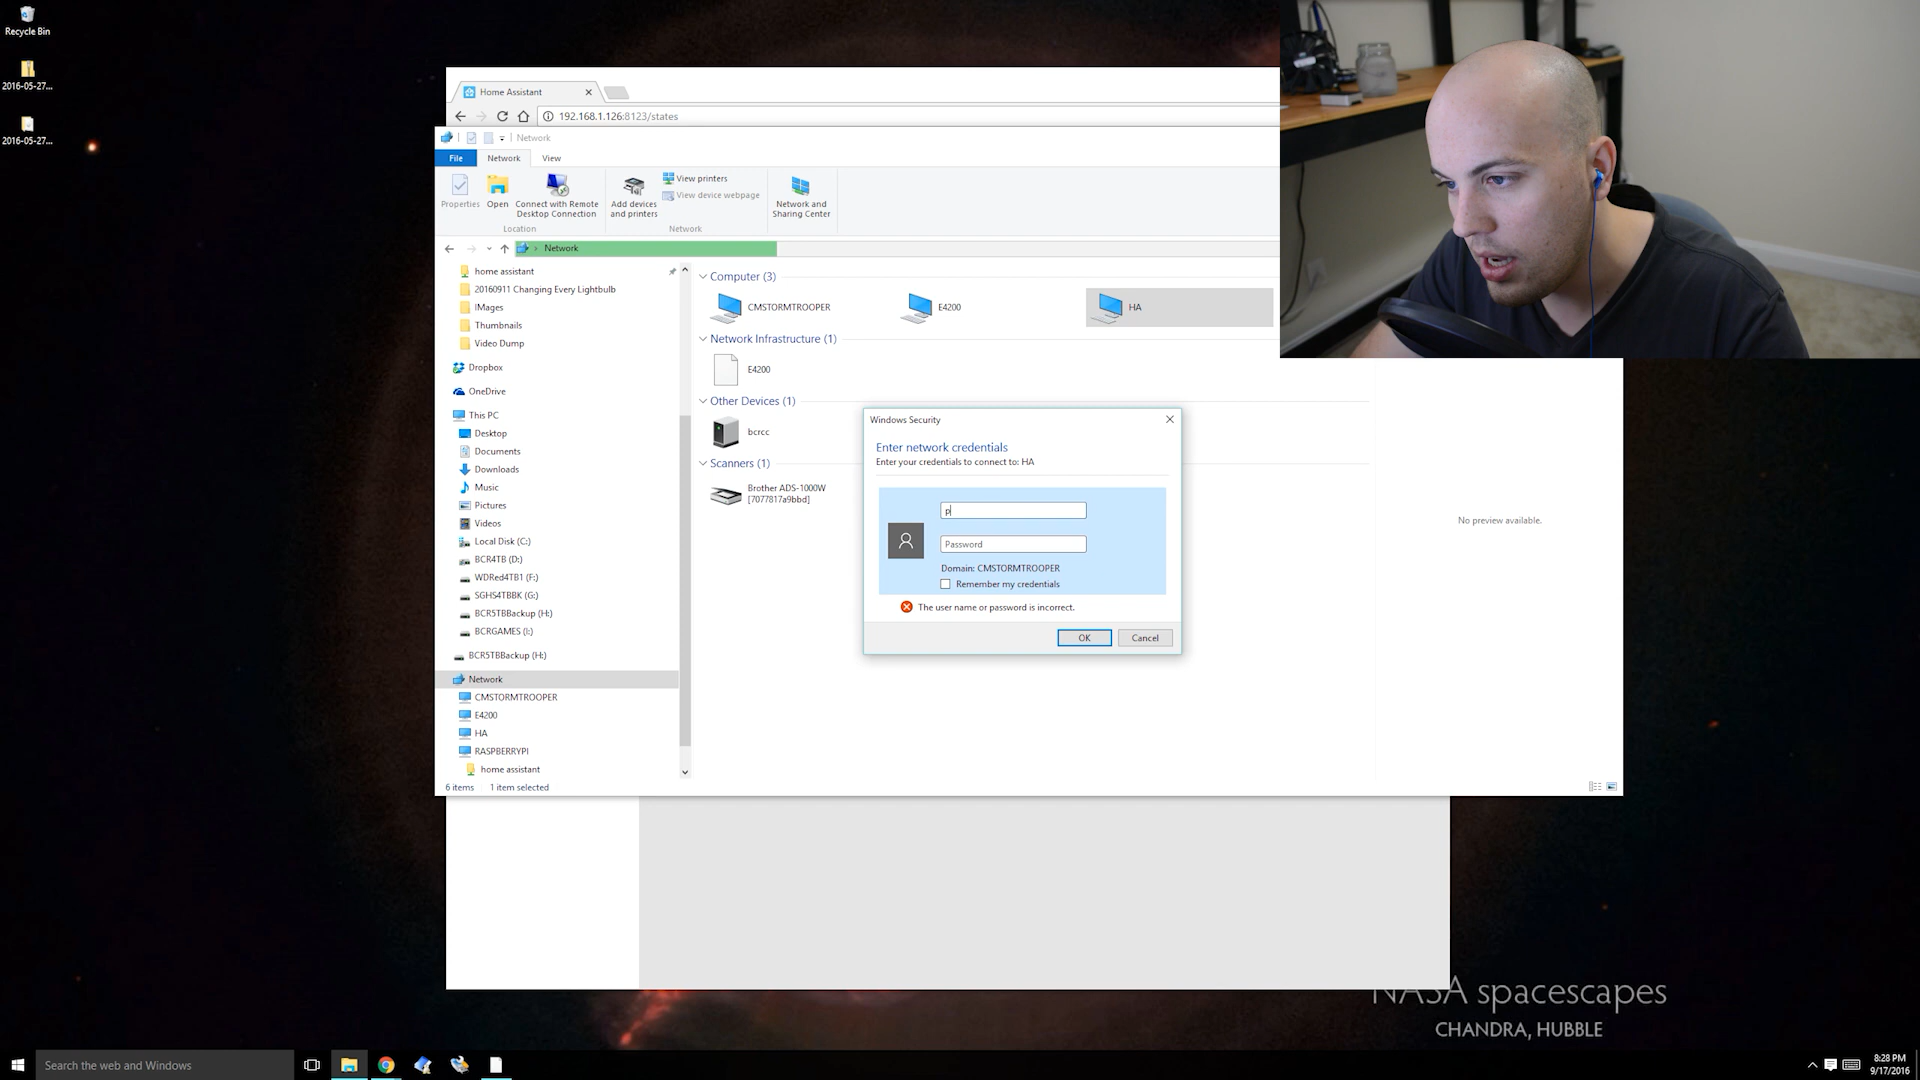 Recycle Bin
2016-05-27...
2016-05-27...
Home Assistant
192.168.1.126:8123/states
Network
File
Network
View
Properties
Open
Connect with Remote
Desktop Connection
Location
Add devices
and printers
View printers
View device webpage
Network
Network and
Sharing Center
Network
home assistant
20160911 Changing Every Lightbulb
IMages
Thumbnails
Video Dump
Dropbox
OneDrive
This PC
Desktop
Documents
Downloads
Music
Pictures
Videos
Local Disk (C:)
BCR4TB (D:)
WDRed4TB1 (F:)
SGHS4TBBK (G:)
BCR5TBBackup (H:)
BCRGAMES (I:)
BCR5TBBackup (H:)
Network
CMSTORMTROOPER
E4200
HA
RASPBERRYPI
home assistant
6 items
1 item selected
Computer (3)
CMSTORMTROOPER
E4200
HA
Network Infrastructure (1)
E4200
Other Devices (1)
bcrcc
Scanners (1)
Brother ADS-1000W
[7077817a9bbd]
No preview available.
Windows Security
Enter network credentials
Enter your credentials to connect to: HA
p
Password
Domain: CMSTORMTROOPER
Remember my credentials
The user name or password is incorrect.
OK
Cancel
NASA spacescapes
CHANDRA, HUBBLE
Search the web and Windows
8:28 PM
9/17/2016